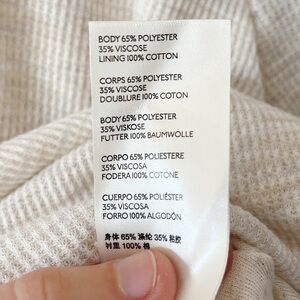 BODY 65% POLYESTER
35% VISCOSE
LINING 100% COTTON
CORPS 65% POLYESTER
35% VISCOSE
DOUBLURE 100% COTON
BODY 65% POLYESTER
35% VISKOSE
FUTTER 100% BAUMWOLLE
CORPO 65% POLIESTERE
35% VISCOSA
FODERA 100% COTONE
CUERPO 65% POLIÉSTER
35% VISCOSA
FORRO 100% ALGODÓN
身体 65% 涤纶 35% 粘胶
衬里 100% 棉